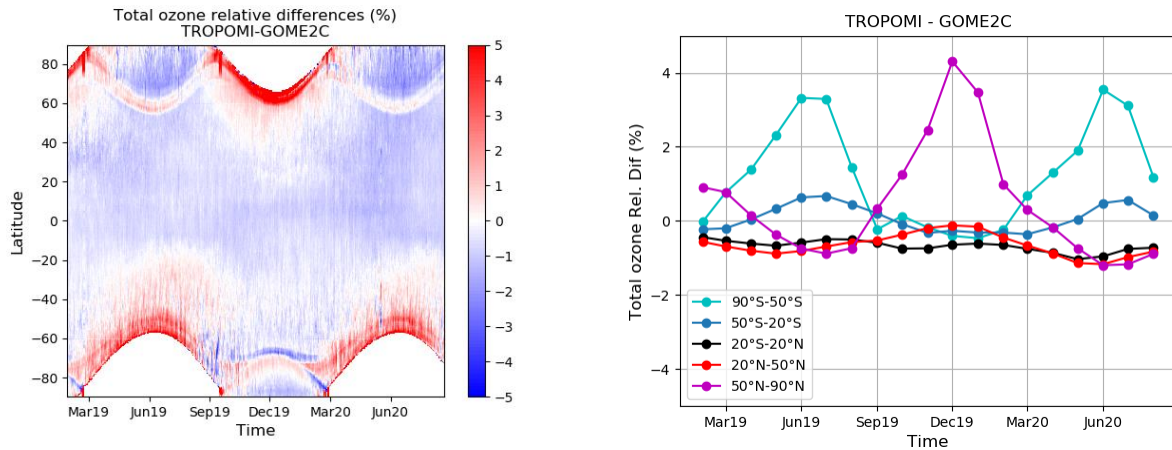 Total ozone relative differences (%)
TROPOMI-GOME2C
Latitude
80
60
40
20
0
−20
−40
−60
−80
Mar19 Jun19 Sep19 Dec19 Mar20 Jun20
Time
5
4
3
2
1
0
−1
−2
−3
−4
−5
TROPOMI - GOME2C
Total ozone Rel. Dif (%)
4
2
0
−2
−4
90°S-50°S
50°S-20°S
20°S-20°N
20°N-50°N
50°N-90°N
Mar19 Jun19 Sep19 Dec19 Mar20 Jun20
Time